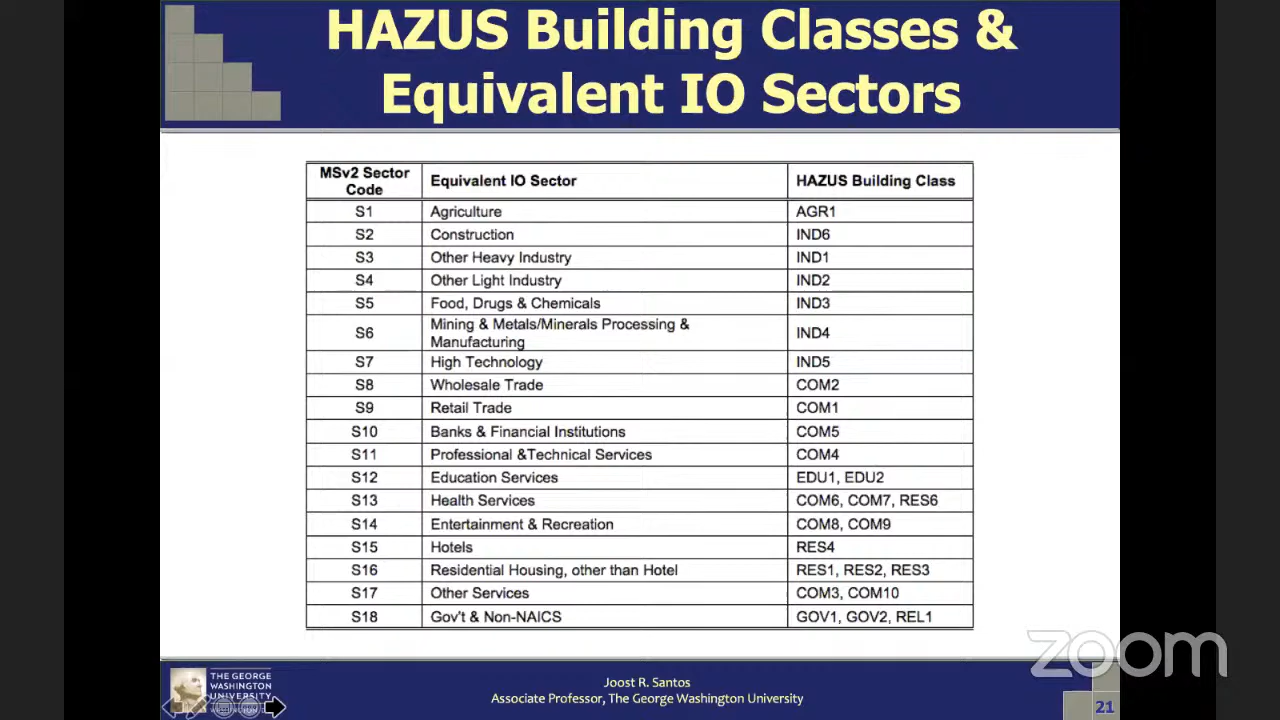 HAZUS Building Classes &
Equivalent IO Sectors
MSv2 Sector Code Equivalent IO Sector HAZUS Building Class
S1 Agriculture AGR1
S2 Construction IND6
S3 Other Heavy Industry IND1
S4 Other Light Industry IND2
S5 Food, Drugs & Chemicals IND3
S6 Mining & Metals/Minerals Processing & Manufacturing IND4
S7 High Technology IND5
S8 Wholesale Trade COM2
S9 Retail Trade COM1
S10 Banks & Financial Institutions COM5
S11 Professional &Technical Services COM4
S12 Education Services EDU1, EDU2
S13 Health Services COM6, COM7, RES6
S14 Entertainment & Recreation COM8, COM9
S15 Hotels RES4
S16 Residential Housing, other than Hotel RES1, RES2, RES3
S17 Other Services COM3, COM10
S18 Gov't & Non-NAICS GOV1, GOV2, REL1
zoom
THE GEORGE
WASHINGTON
UNIVERSITY
Joost R. Santos
Associate Professor, The George Washington University
21